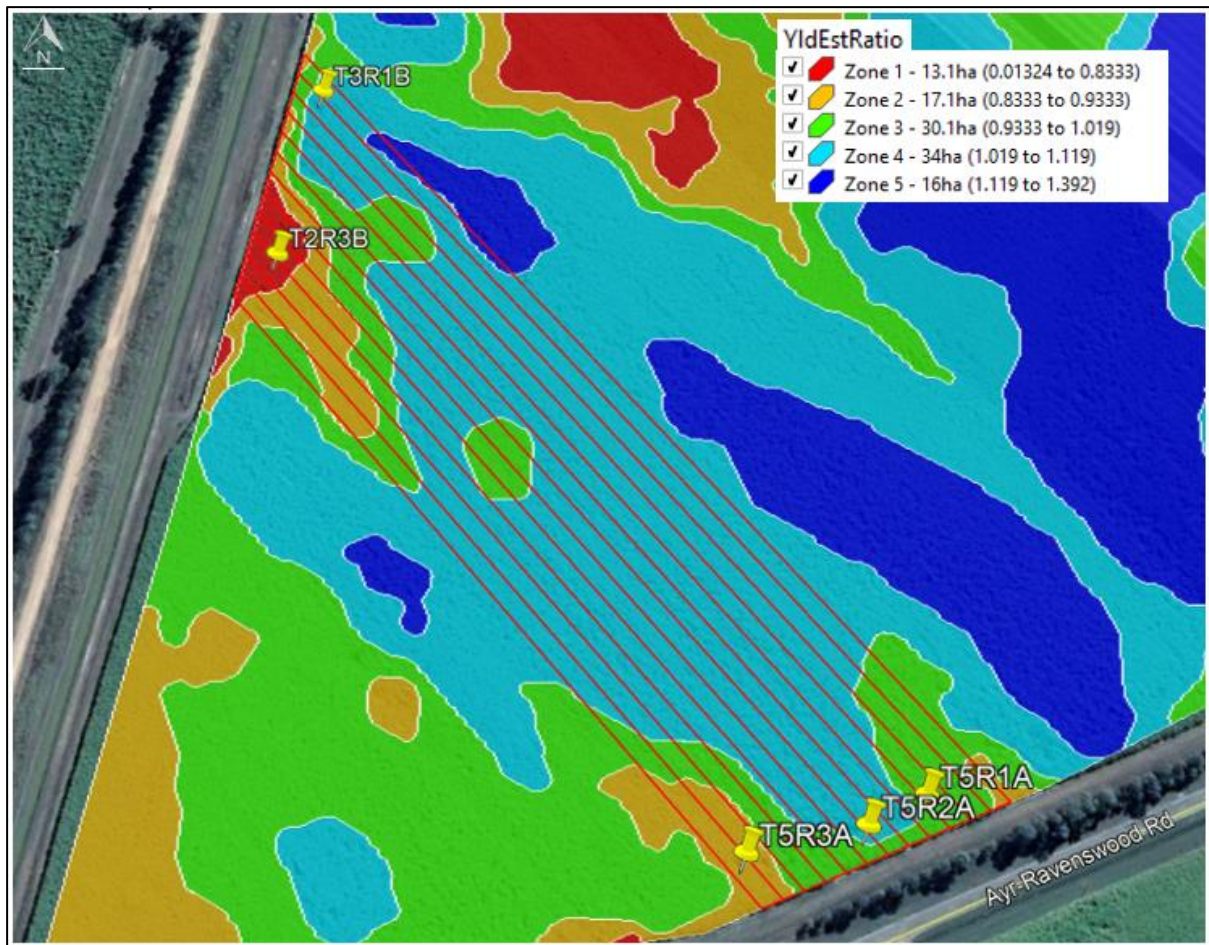 N
YldEstRatio
Zone 1 - 13.1ha (0.01324 to 0.8333)
Zone 2 - 17.1ha (0.8333 to 0.9333)
Zone 3 - 30.1ha (0.9333 to 1.019)
Zone 4 - 34ha (1.019 to 1.119)
Zone 5 - 16ha (1.119 to 1.392)
T3R1B
T2R3B
T5R1A
T5R2A
T5R3A
Ayr-Ravenswood Rd